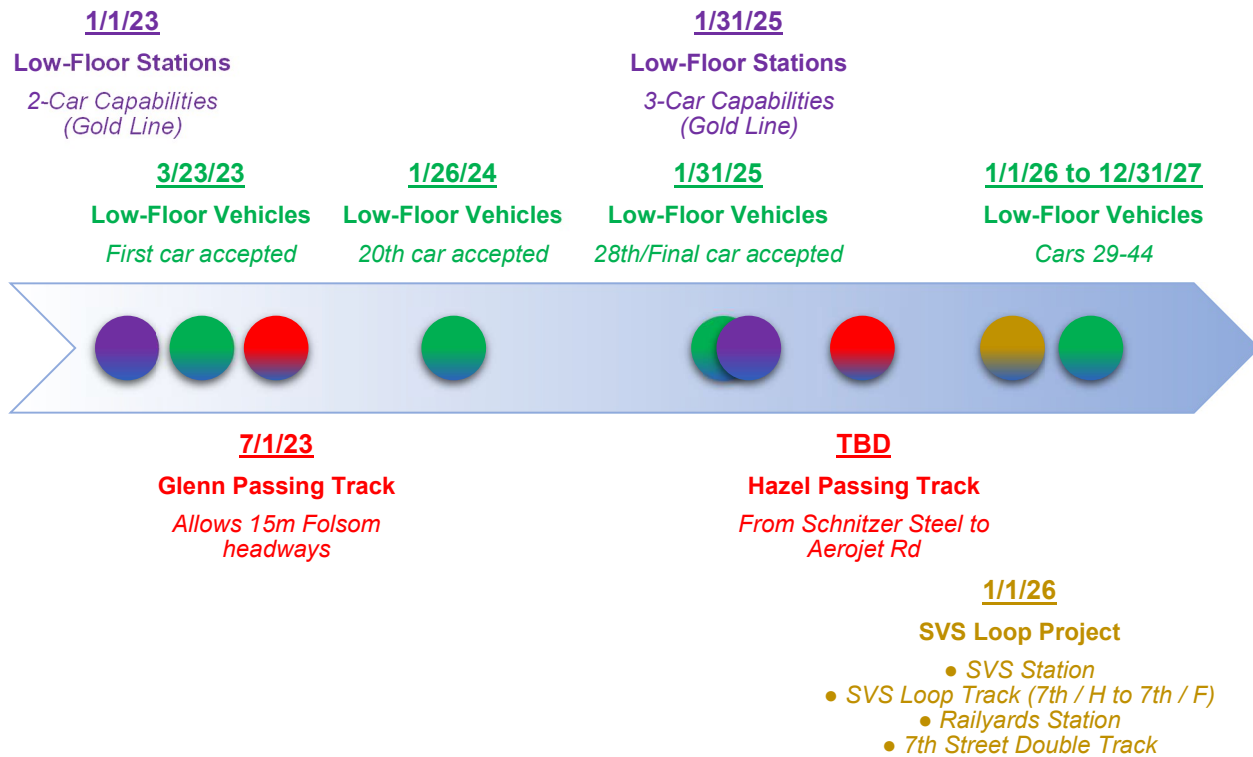 1/1/23
Low-Floor Stations
2-Car Capabilities
(Gold Line)
1/31/25
Low-Floor Stations
3-Car Capabilities
(Gold Line)
3/23/23
Low-Floor Vehicles
First car accepted
1/26/24
Low-Floor Vehicles
20th car accepted
1/31/25
Low-Floor Vehicles
28th/Final car accepted
1/1/26 to 12/31/27
Low-Floor Vehicles
Cars 29-44
7/1/23
Glenn Passing Track
Allows 15m Folsom
headways
TBD
Hazel Passing Track
From Schnitzer Steel to
Aerojet Rd
1/1/26
SVS Loop Project
● SVS Station
● SVS Loop Track (7th / H to 7th / F)
● Railyards Station
● 7th Street Double Track